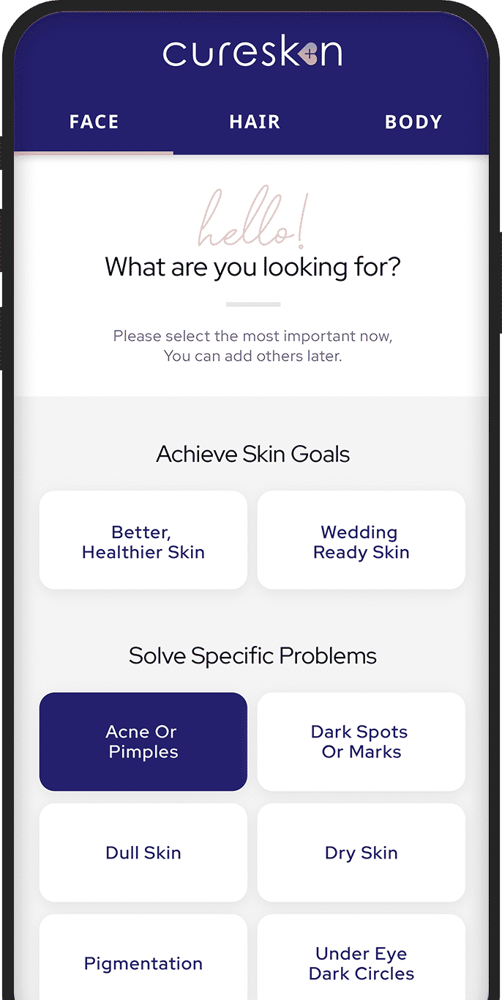 cureskin
FACE HAIR BODY
hello!
What are you looking for?
Please select the most important now,
You can add others later.
Achieve Skin Goals
Better,
Healthier Skin
Wedding
Ready Skin
Solve Specific Problems
Acne Or
Pimples
Dark Spots
Or Marks
Dull Skin
Dry Skin
Pigmentation
Under Eye
Dark Circles